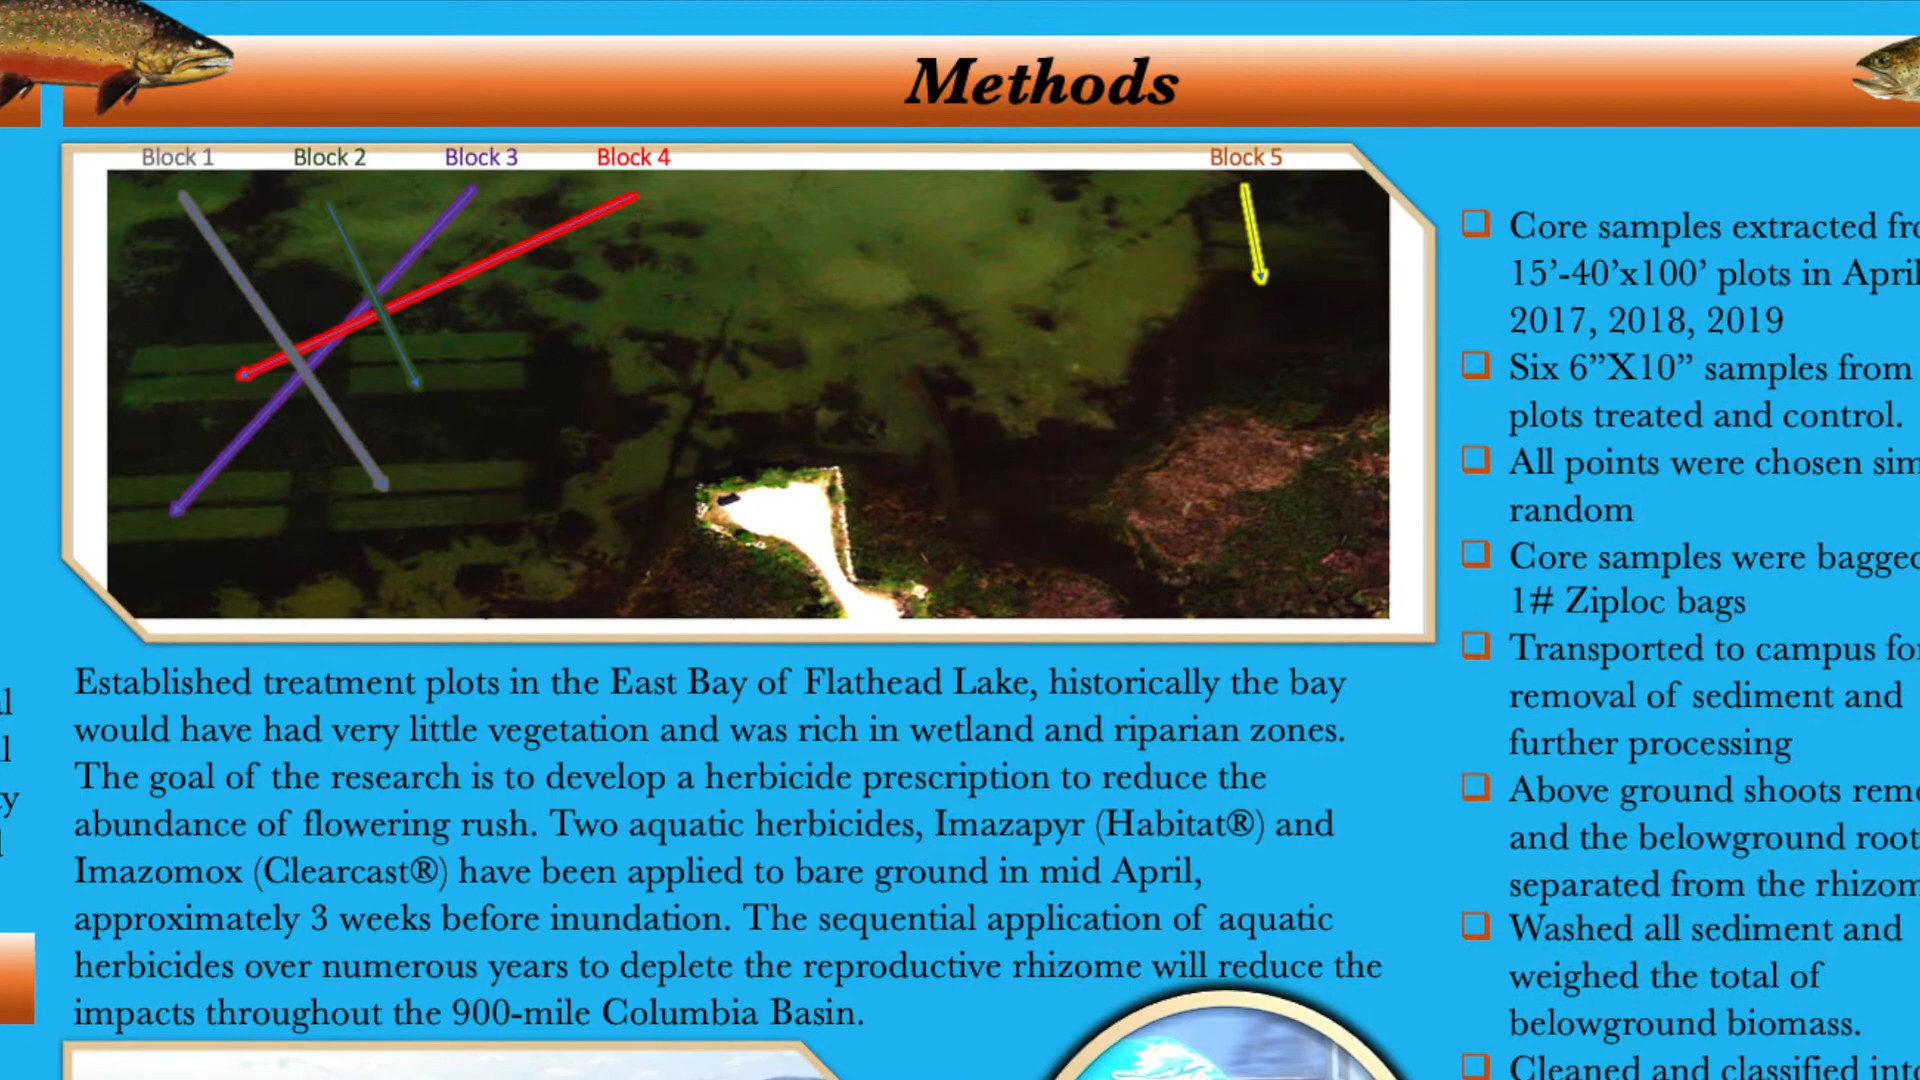 Methods
Block 1
Block 2
Block 3
Block 4
Block 5
Established treatment plots in the East Bay of Flathead Lake, historically the bay
would have had very little vegetation and was rich in wetland and riparian zones.
The goal of the research is to develop a herbicide prescription to reduce the
abundance of flowering rush. Two aquatic herbicides, Imazapyr (Habitat®) and
Imazomox (Clearcast®) have been applied to bare ground in mid April,
approximately 3 weeks before inundation. The sequential application of aquatic
herbicides over numerous years to deplete the reproductive rhizome will reduce the
impacts throughout the 900-mile Columbia Basin.
Core samples extracted
15’-40’x100’ plots in April
2017, 2018, 2019
Six 6”X10” samples from
plots treated and control.
All points were chosen
random
Core samples were
1# Ziploc bags
Transported to campus
removal of sediment and
further processing
Above ground shoots
and the belowground
separated from the
Washed all sediment and
weighed the total of
belowground biomass.
Cleaned and classified